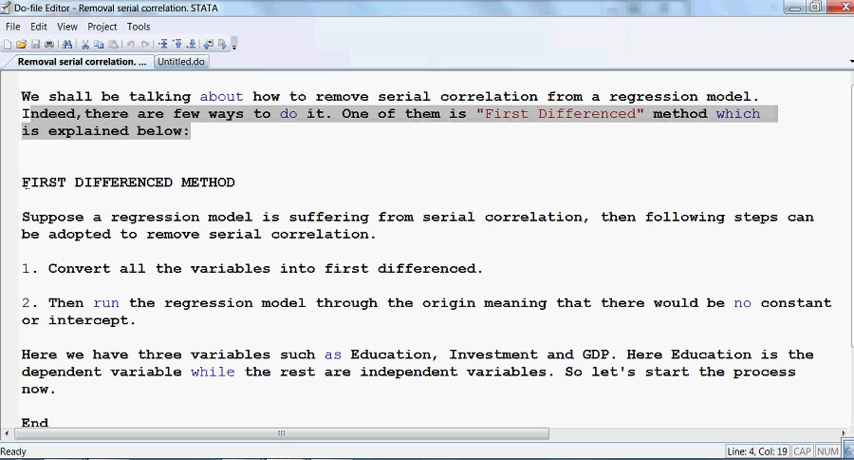 Do-file Editor - Removal serial correlation. STATA
File Edit View Project Tools
Removal serial correlation. ... Untitled.do
We shall be talking about how to remove serial correlation from a regression model.
Indeed,there are few ways to do it. One of them is "First Differenced" method which
is explained below:
FIRST DIFFERENCED METHOD
Suppose a regression model is suffering from serial correlation, then following steps can
be adopted to remove serial correlation.
1. Convert all the variables into first differenced.
2. Then run the regression model through the origin meaning that there would be no constant
or intercept.
Here we have three variables such as Education, Investment and GDP. Here Education is the
dependent variable while the rest are independent variables. So let's start the process
now.
End
Ready Line: 4, Col: 19 CAP NUM